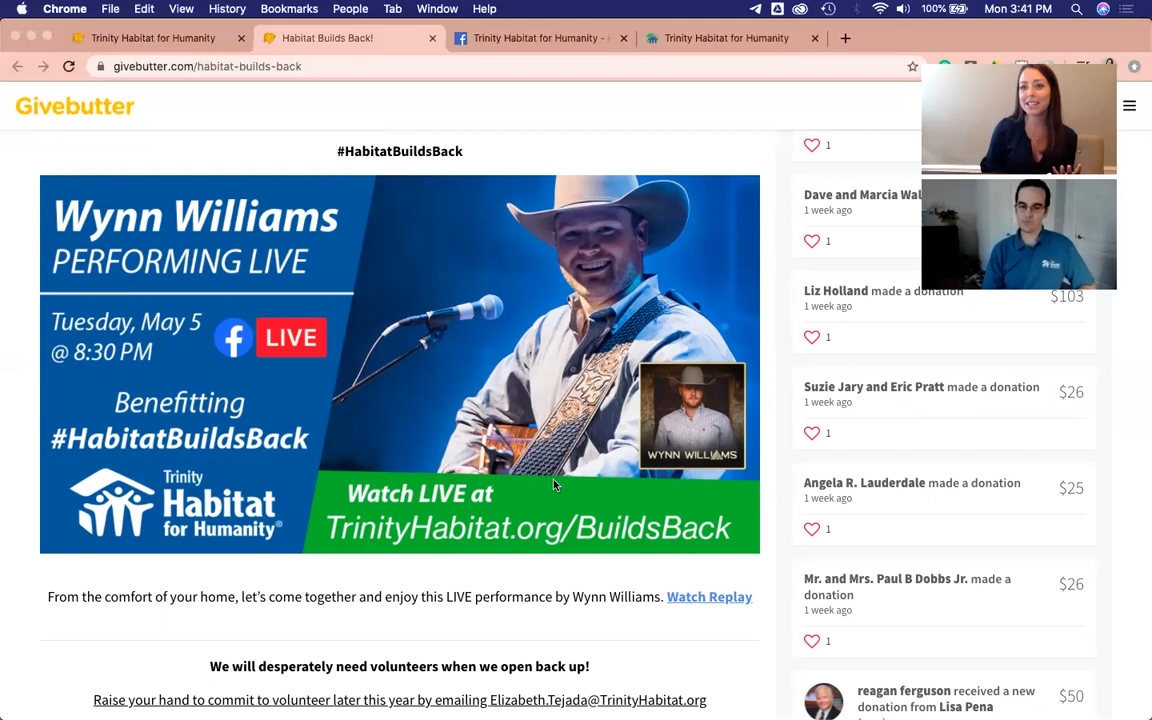 Chrome File Edit View History Bookmarks People Tab Window Help 100% Mon 3:41 PM
Trinity Habitat for Humanity
Habitat Builds Back!
Trinity Habitat for Humanity -
Trinity Habitat for Humanity
givebutter.com/habitat-builds-back
Givebutter
#HabitatBuildsBack
Wynn Williams
PERFORMING LIVE
Tuesday, May 5
@ 8:30 PM
LIVE
Benefitting
#HabitatBuildsBack
Trinity
Habitat
for Humanity®
WYNN WILLIAMS
Watch LIVE at
TrinityHabitat.org/BuildsBack
From the comfort of your home, let's come together and enjoy this LIVE performance by Wynn Williams. Watch Replay
We will desperately need volunteers when we open back up!
Raise your hand to commit to volunteer later this year by emailing Elizabeth.Tejada@TrinityHabitat.org
1
Dave and Marcia Wal
1 week ago
1
Liz Holland made a donation
$103
1 week ago
1
Suzie Jary and Eric Pratt made a donation
$26
1 week ago
1
Angela R. Lauderdale made a donation
$25
1 week ago
1
Mr. and Mrs. Paul B Dobbs Jr. made a
donation
$26
1 week ago
1
reagan ferguson received a new
donation from Lisa Pena
$50